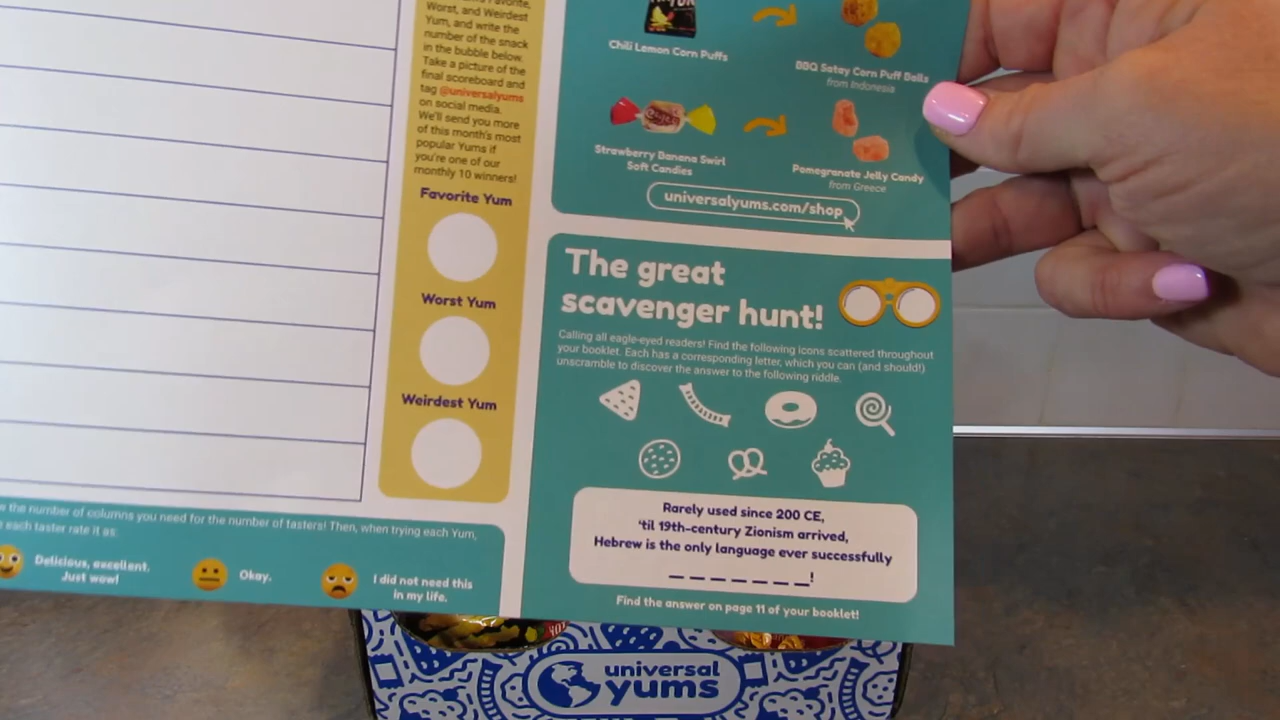 Favorite,
Worst, and Weirdest
Yum, and write the
number of the snack
in the bubble below.
Take a picture of the
final scoreboard and
tag @universalyums
on social media.
We'll send you more
of this month's most
popular Yums if
you're one of our
monthly 10 winners!
Favorite Yum
Worst Yum
Weirdest Yum
the number of columns you need for the number of tasters! Then, when trying each Yum,
each taster rate it as:
Delicious, excellent.
Just wow!
Okay.
I did not need this
in my life.
Chili Lemon Corn Puffs
BBQ Satay Corn Puff Balls
from Indonesia
Strawberry Banana Swirl
Soft Candies
Pomegranate Jelly Candy
from Greece
universalyums.com/shop
The great
scavenger hunt!
Calling all eagle-eyed readers! Find the following icons scattered throughout
your booklet. Each has a corresponding letter, which you can (and should!)
unscramble to discover the answer to the following riddle.
Rarely used since 200 CE,
'til 19th-century Zionism arrived,
Hebrew is the only language ever successfully
_ _ _ _ _ _ _!
Find the answer on page 11 of your booklet!
universal
yums